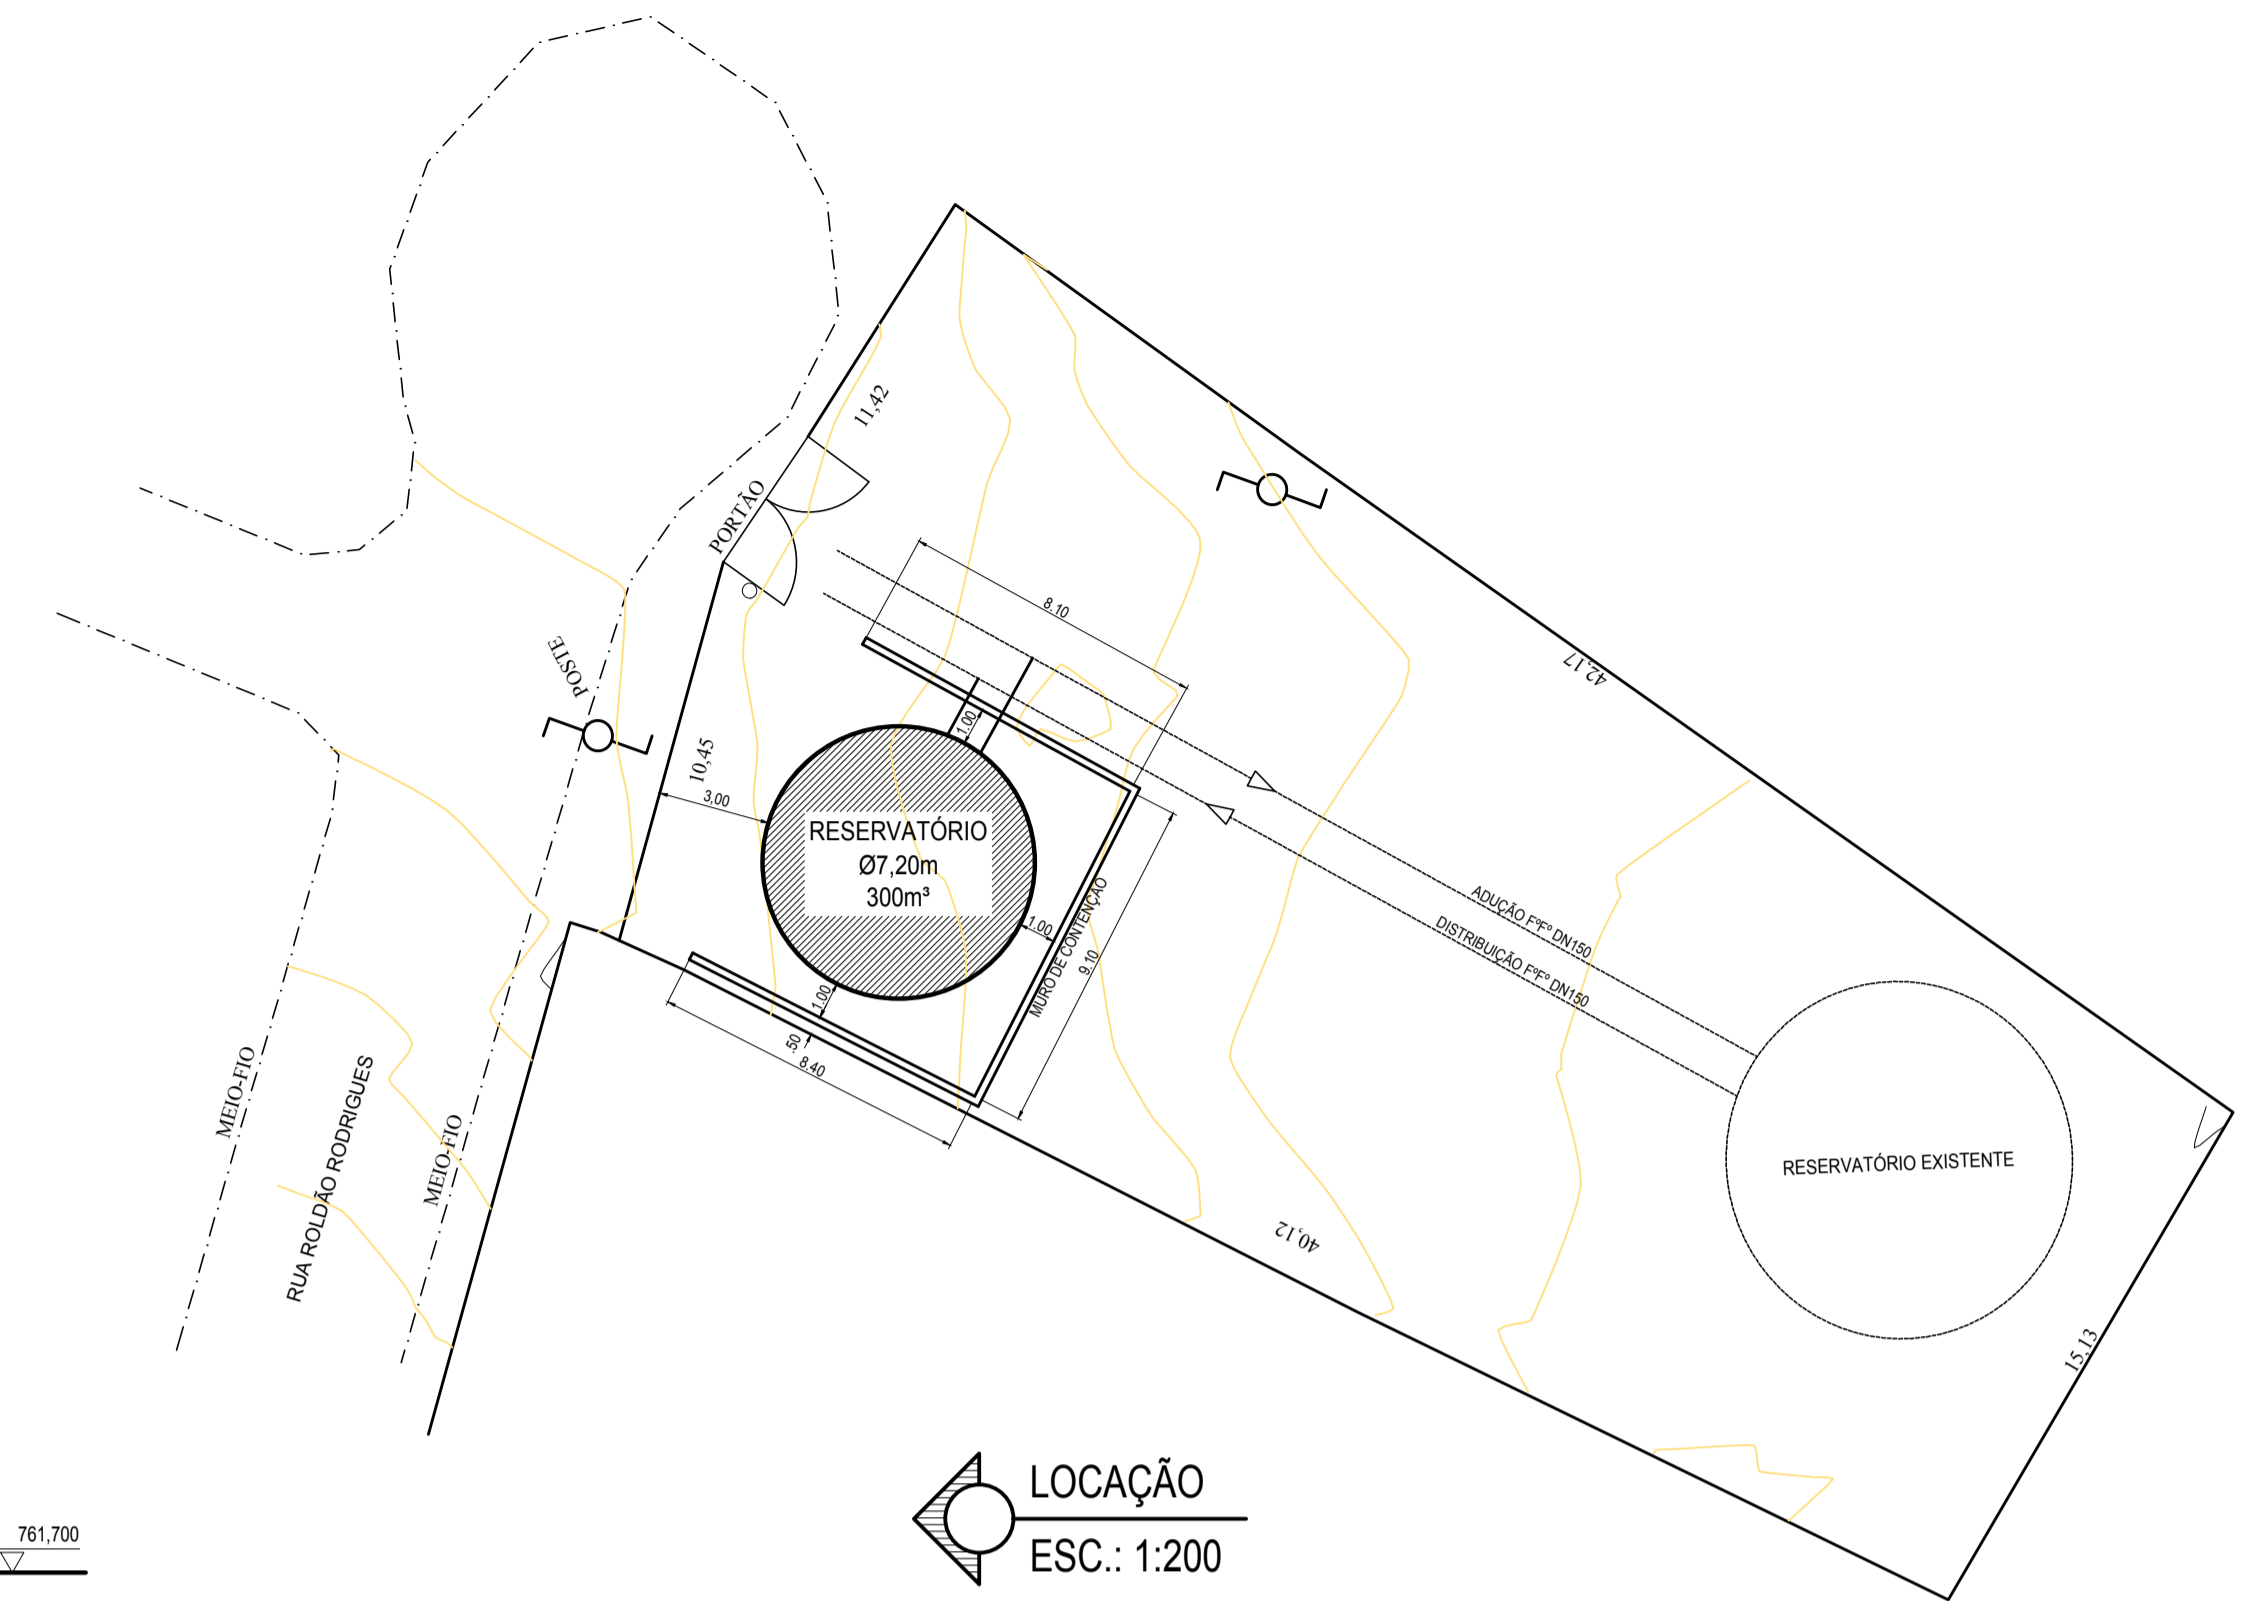 11,42
PORTÃO
8.10
POSTE
42,17
1.00
10,45
3,00
RESERVATÓRIO
Ø7,20m
300m³
ADUÇÃO FºFº DN150
DISTRIBUIÇÃO FºFº DN150
1.00
MURO DE CONTENÇÃO
9.10
1.00
.50
8.40
MEIO-FIO
RUA ROLDÃO RODRIGUES
MEIO-FIO
RESERVATÓRIO EXISTENTE
40,12
15,13
LOCAÇÃO
ESC.: 1:200
761,700